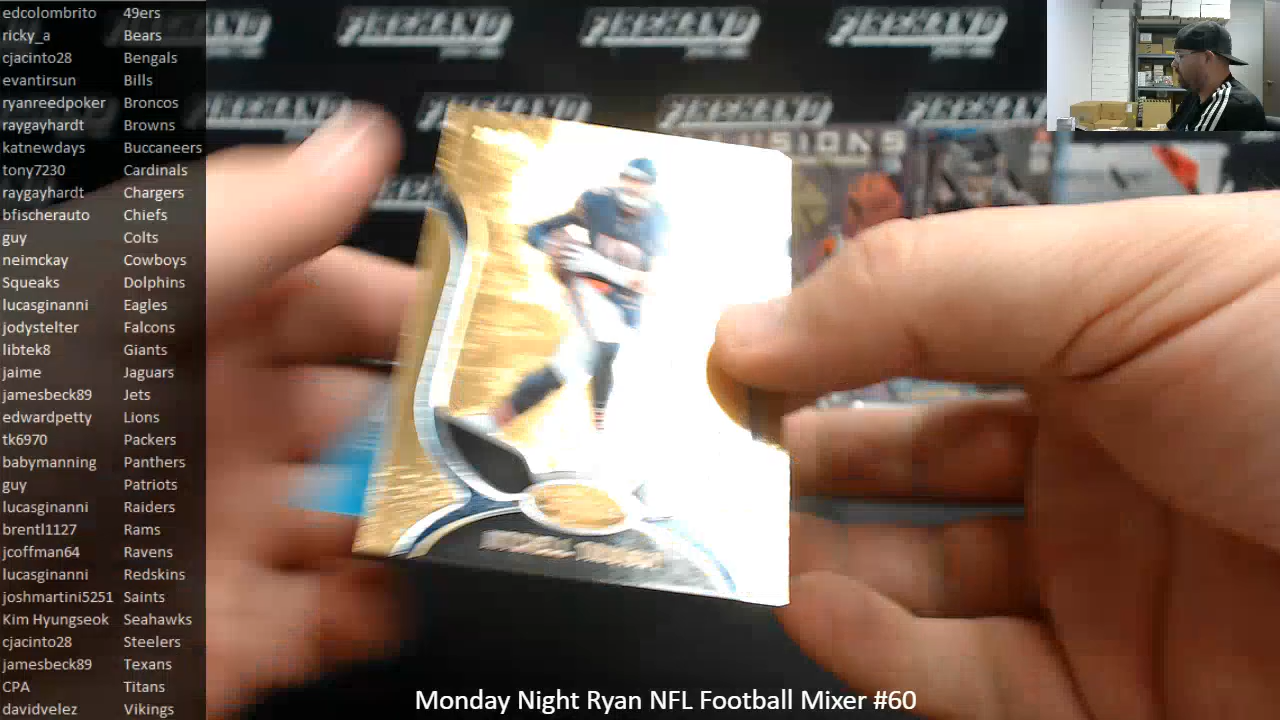 edcolombrito 49ers
ricky_a Bears
cjacinto28 Bengals
evantirsun Bills
ryanreedpoker Broncos
raygayhardt Browns
katnewdays Buccaneers
tony7230 Cardinals
raygayhardt Chargers
bfischerauto Chiefs
guy Colts
neimckay Cowboys
Squeaks Dolphins
lucasginanni Eagles
jodystelter Falcons
libtek8 Giants
jaime Jaguars
jamesbeck89 Jets
edwardpetty Lions
tk6970 Packers
babymanning Panthers
guy Patriots
lucasginanni Raiders
brentl1127 Rams
jcoffman64 Ravens
lucasginanni Redskins
joshmartini5251 Saints
Kim Hyungseok Seahawks
cjacinto28 Steelers
jamesbeck89 Texans
CPA Titans
davidvelez Vikings
Monday Night Ryan NFL Football Mixer #60